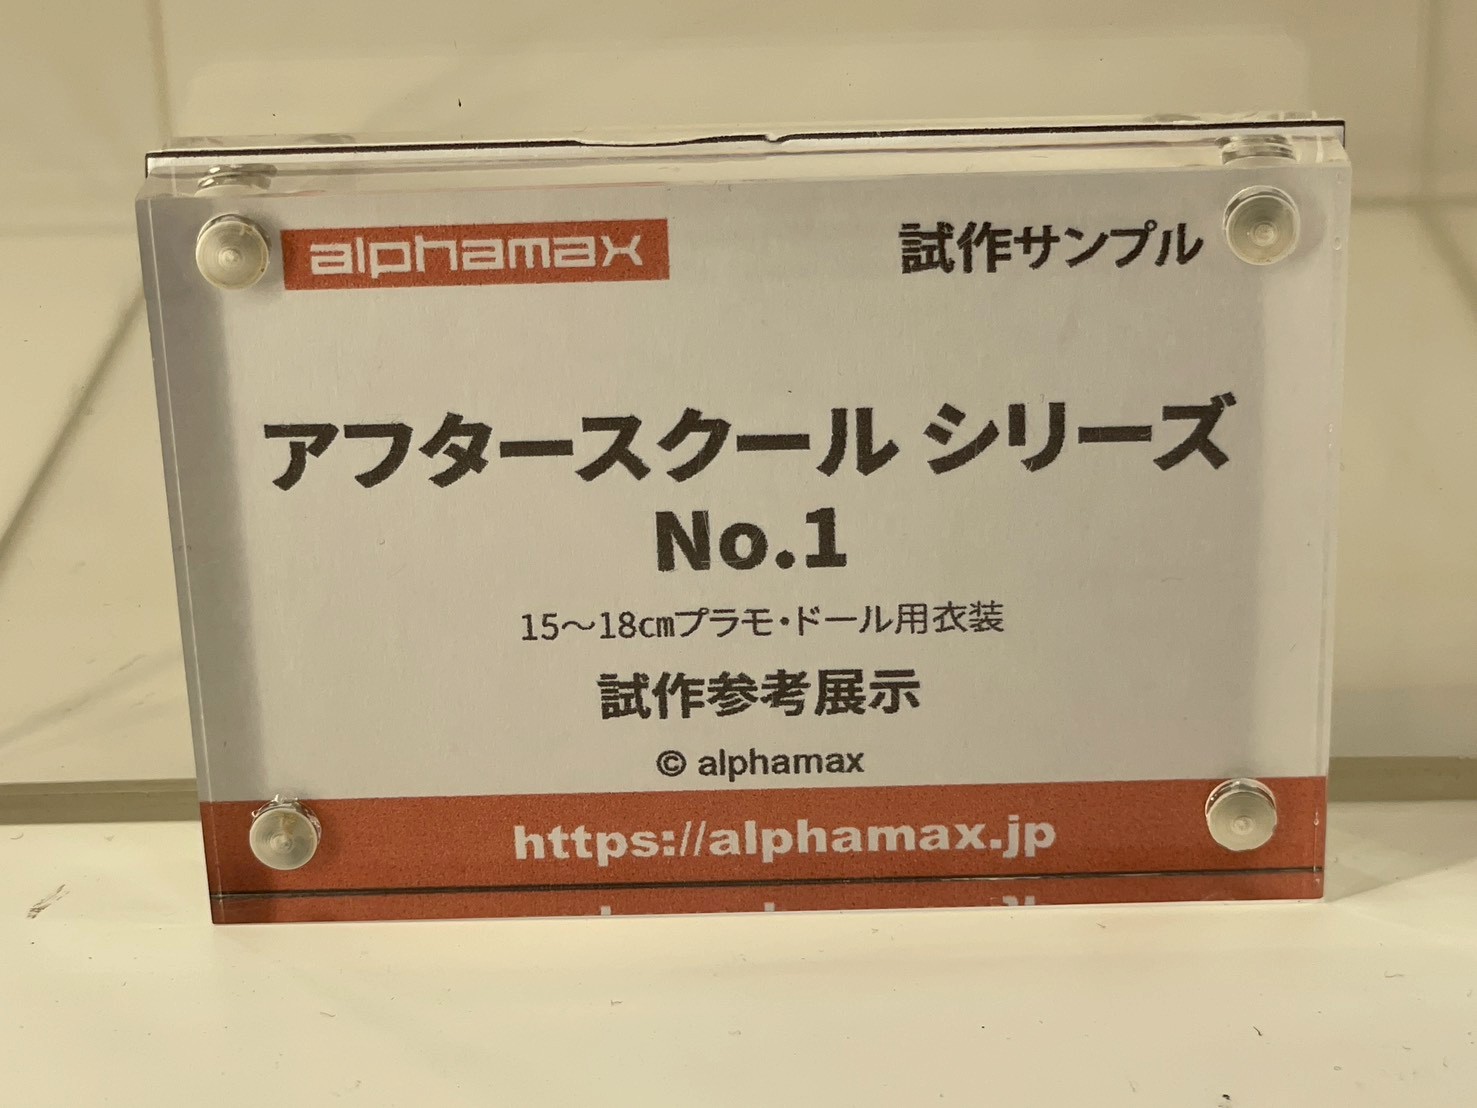 alphamax
試作サンプル
アフタースクール シリーズ
No.1
15〜18㎝プラモ・ドール用衣装
試作参考展示
© alphamax
https://alphamax.jp